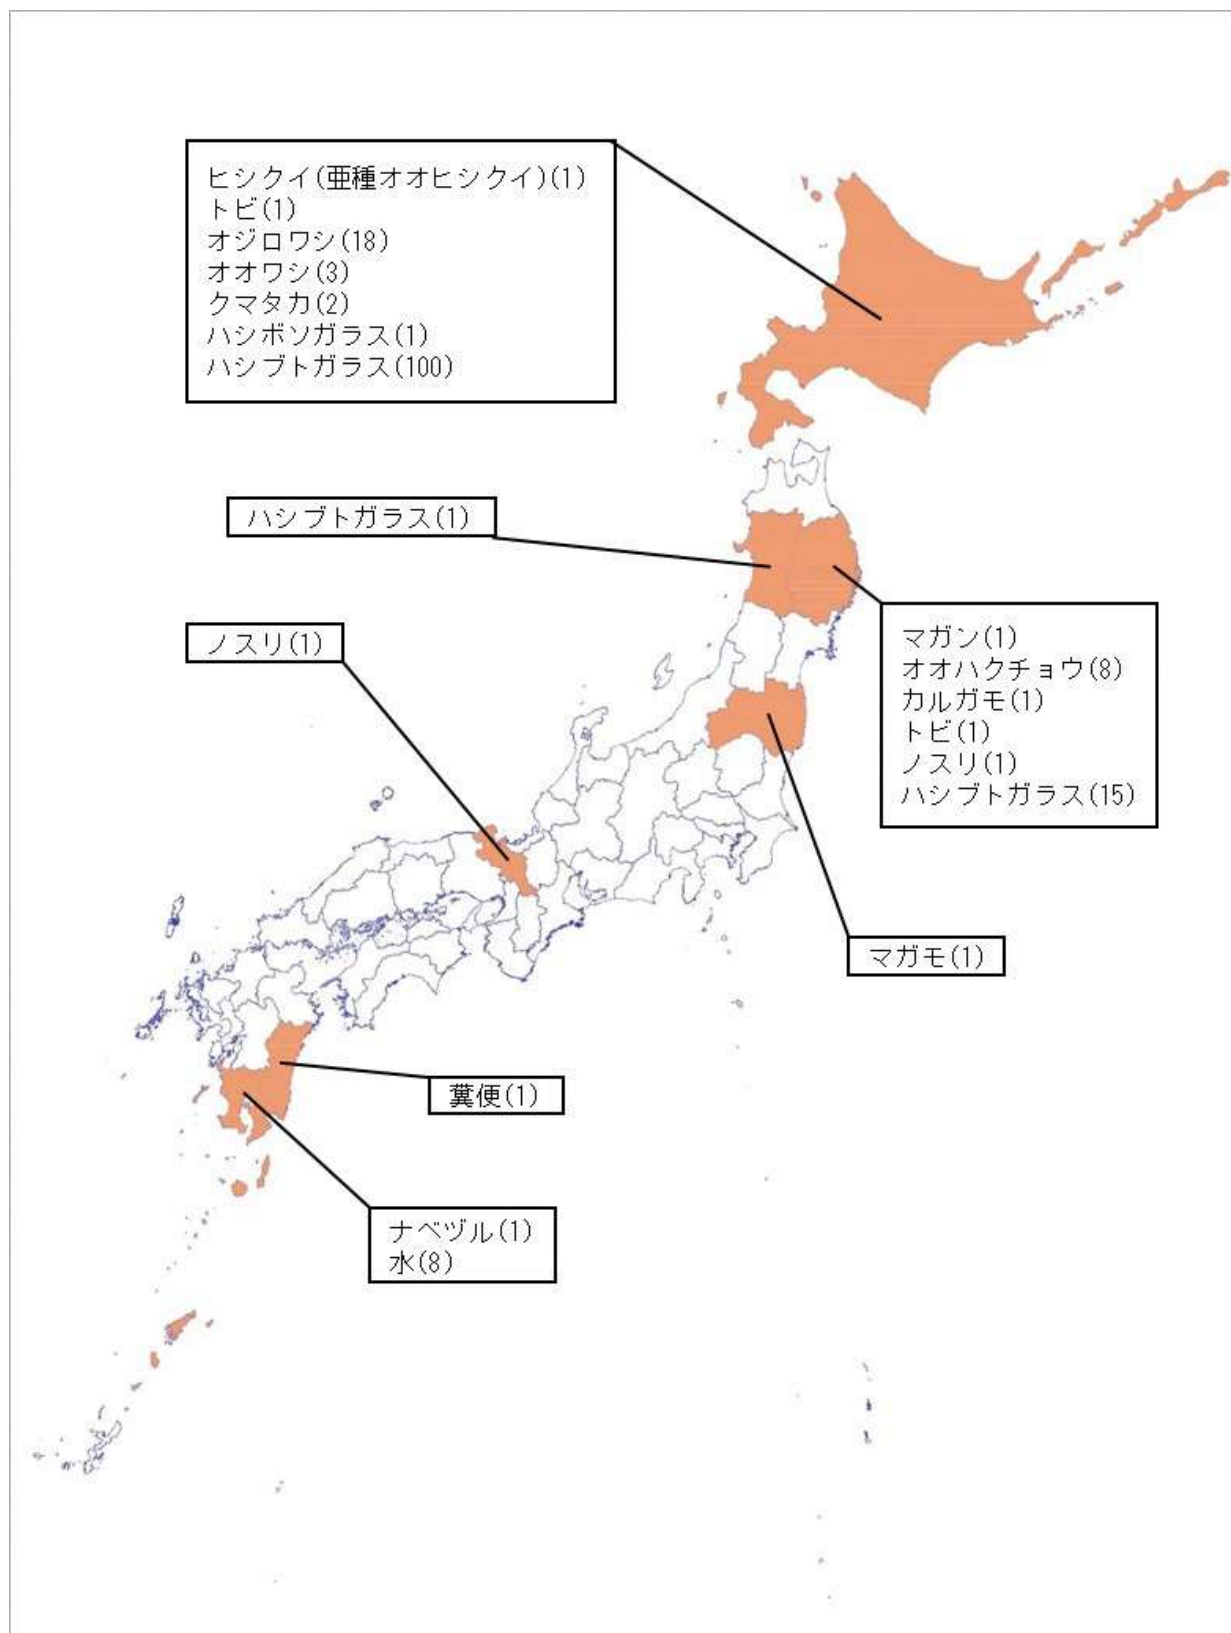 ヒシクイ(亜種オオヒシクイ)(1)
トビ(1)
オジロワシ(18)
オオワシ(3)
クマタカ(2)
ハシボソガラス(1)
ハシブトガラス(100)
ハシブトガラス(1)
ノスリ(1)
マガン(1)
オオハクチョウ(8)
カルガモ(1)
トビ(1)
ノスリ(1)
ハシブトガラス(15)
マガモ(1)
糞便(1)
ナベヅル(1)
水(8)